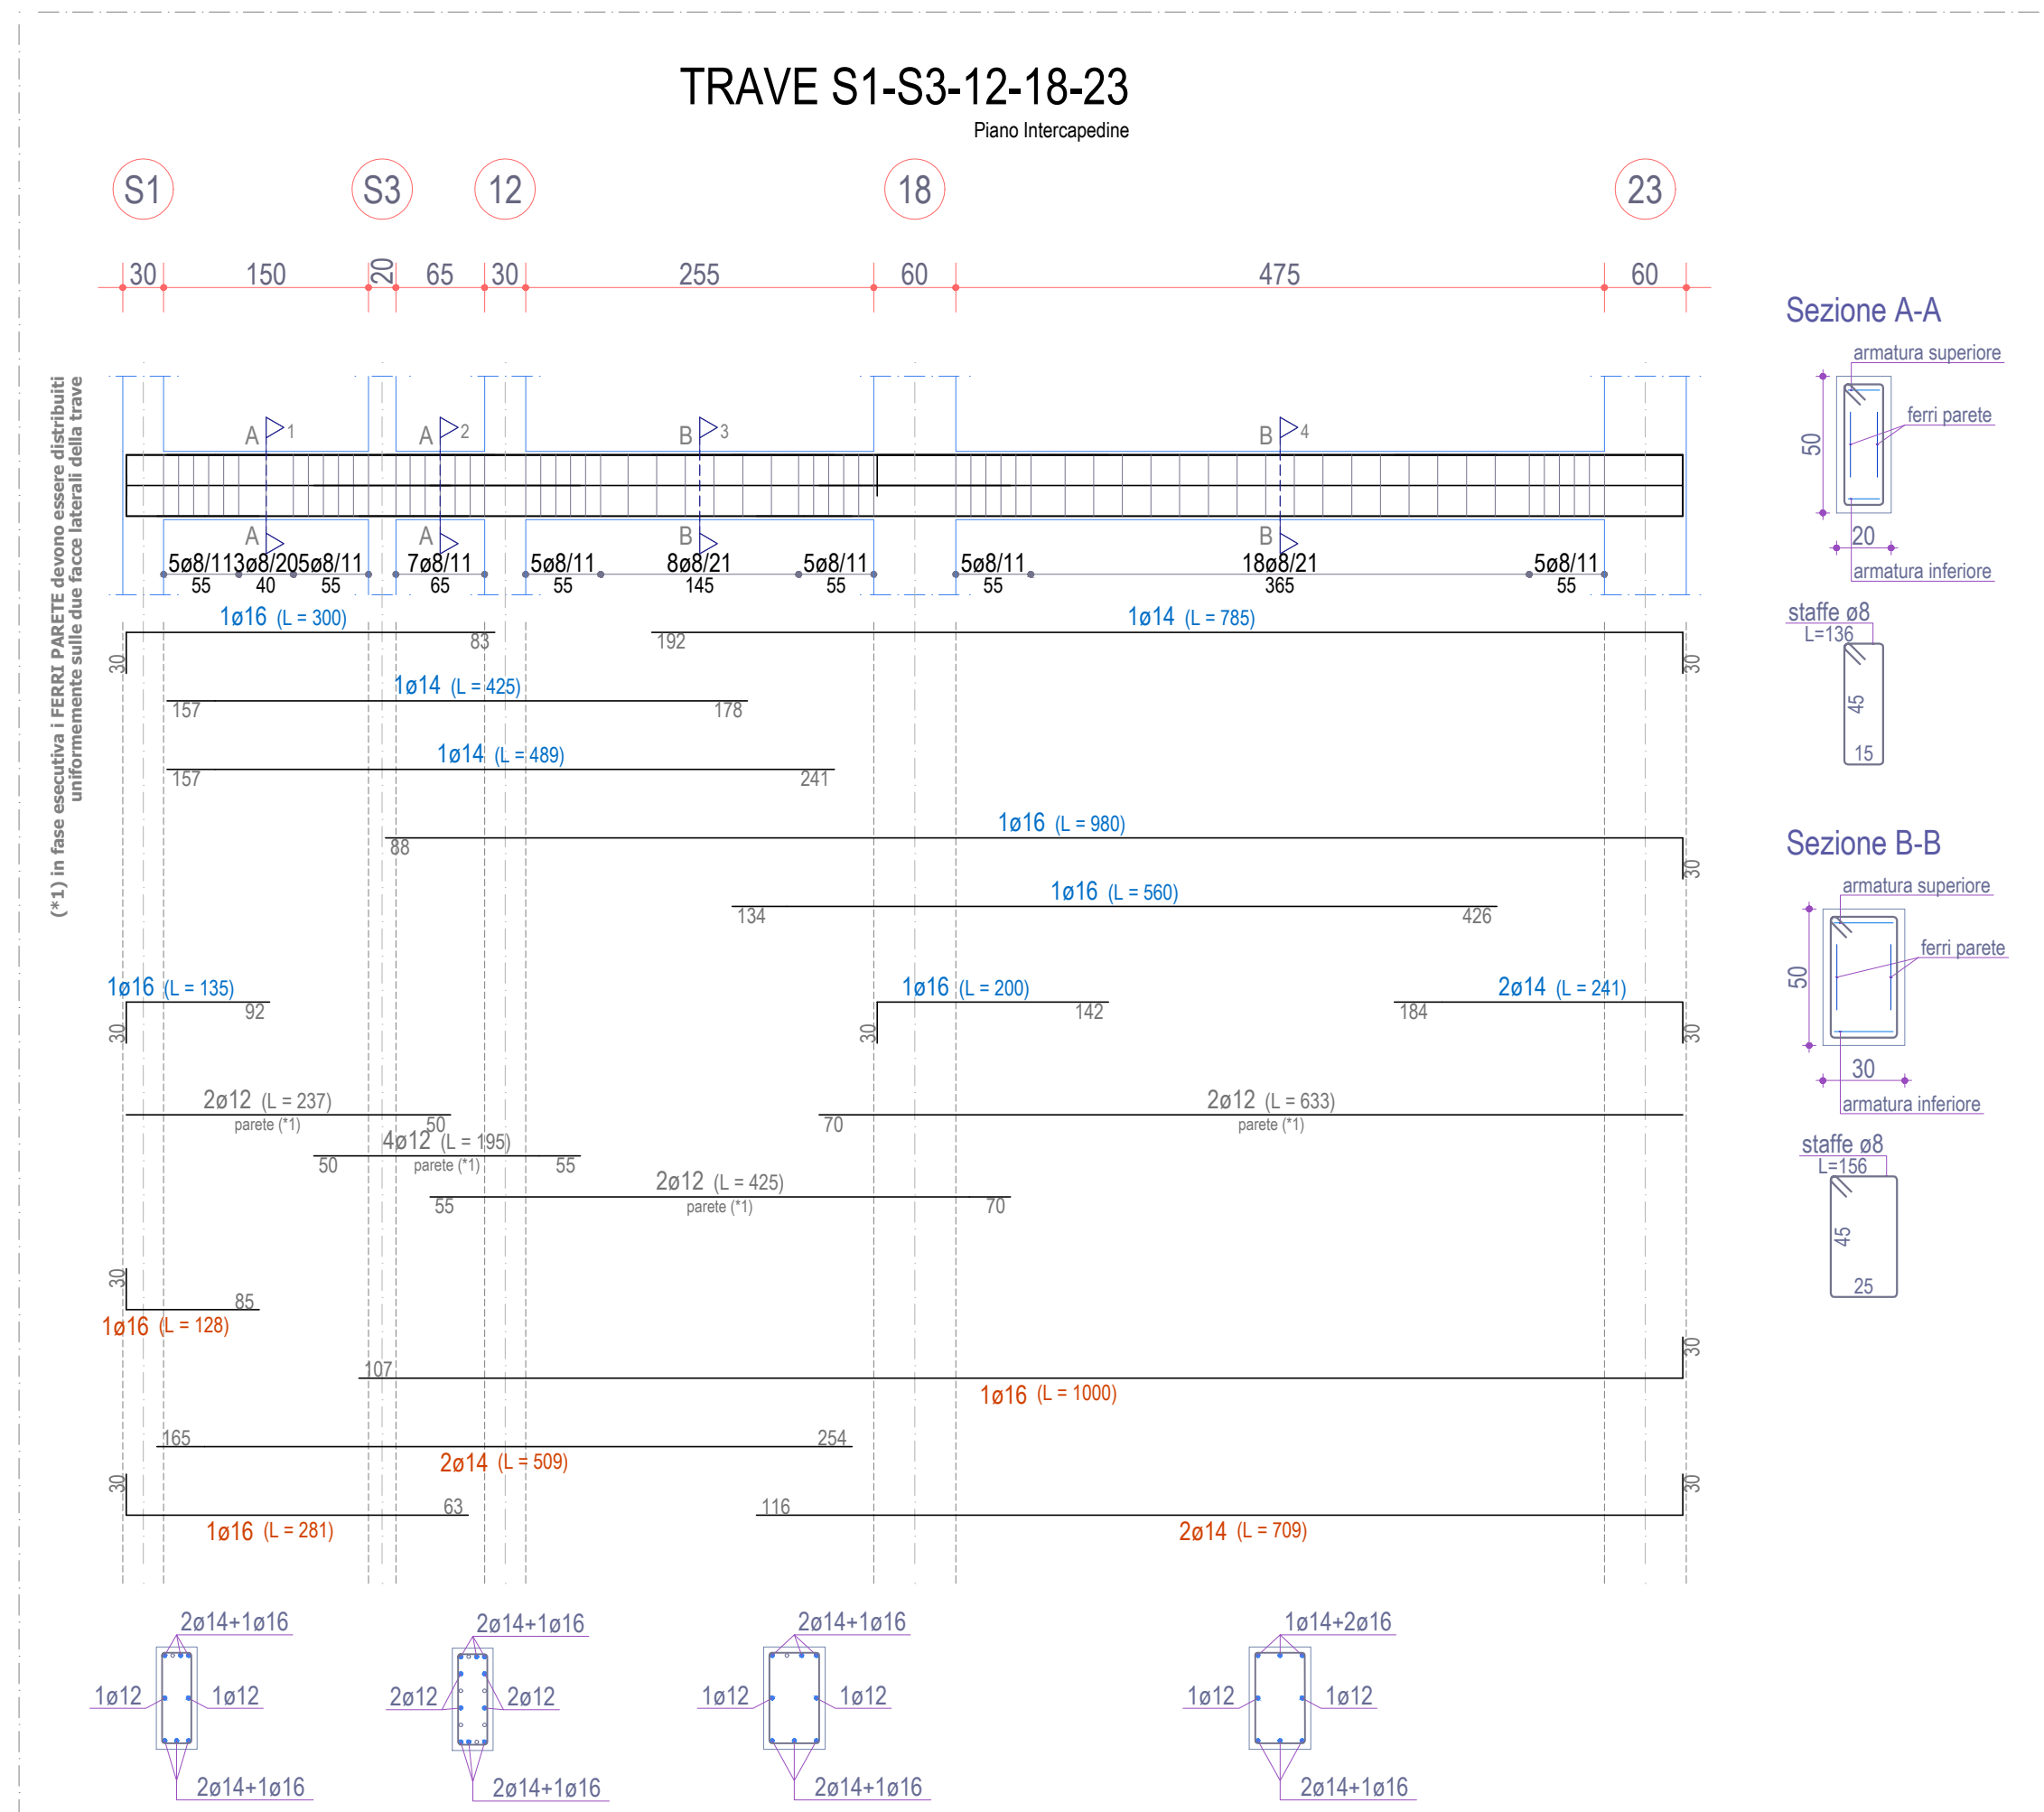 TRAVE S1-S3-12-18-23
Piano Intercapedine
S1 S3 12 18 23
30 150 20 65 30 255 60 475 60
(*1) in fase esecutiva i FERRI PARETE devono essere distribuiti
uniformemente sulle due facce laterali della trave
A 1 A 2 B 3 B 4
A A B B
5ø8/11 3ø8/20 5ø8/11 7ø8/11 5ø8/11 8ø8/21 5ø8/11 5ø8/11 18ø8/21 5ø8/11
55 40 55 65 55 145 55 55 365 55
1ø16 (L = 300) 1ø14 (L = 785)
30 83 192 30
1ø14 (L = 425)
157 178
1ø14 (L = 489)
157 241
1ø16 (L = 980)
88 30
1ø16 (L = 560)
134 426
1ø16 (L = 135) 1ø16 (L = 200) 2ø14 (L = 241)
30 92 30 142 184 30
2ø12 (L = 237) 2ø12 (L = 633)
parete (*1) 50 70 parete (*1)
4ø12 (L = 195)
50 parete (*1) 55
2ø12 (L = 425)
55 parete (*1) 70
30 85
1ø16 (L = 128)
107 30
1ø16 (L = 1000)
165 254
2ø14 (L = 509)
30 63 116 30
1ø16 (L = 281) 2ø14 (L = 709)
Sezione A-A
armatura superiore
ferri parete
50
20
armatura inferiore
staffe ø8
L=136
45
15
Sezione B-B
armatura superiore
ferri parete
50
30
armatura inferiore
staffe ø8
L=156
45
25
2ø14+1ø16 2ø14+1ø16 2ø14+1ø16 1ø14+2ø16
1ø12 1ø12 2ø12 2ø12 1ø12 1ø12 1ø12 1ø12
2ø14+1ø16 2ø14+1ø16 2ø14+1ø16 2ø14+1ø16